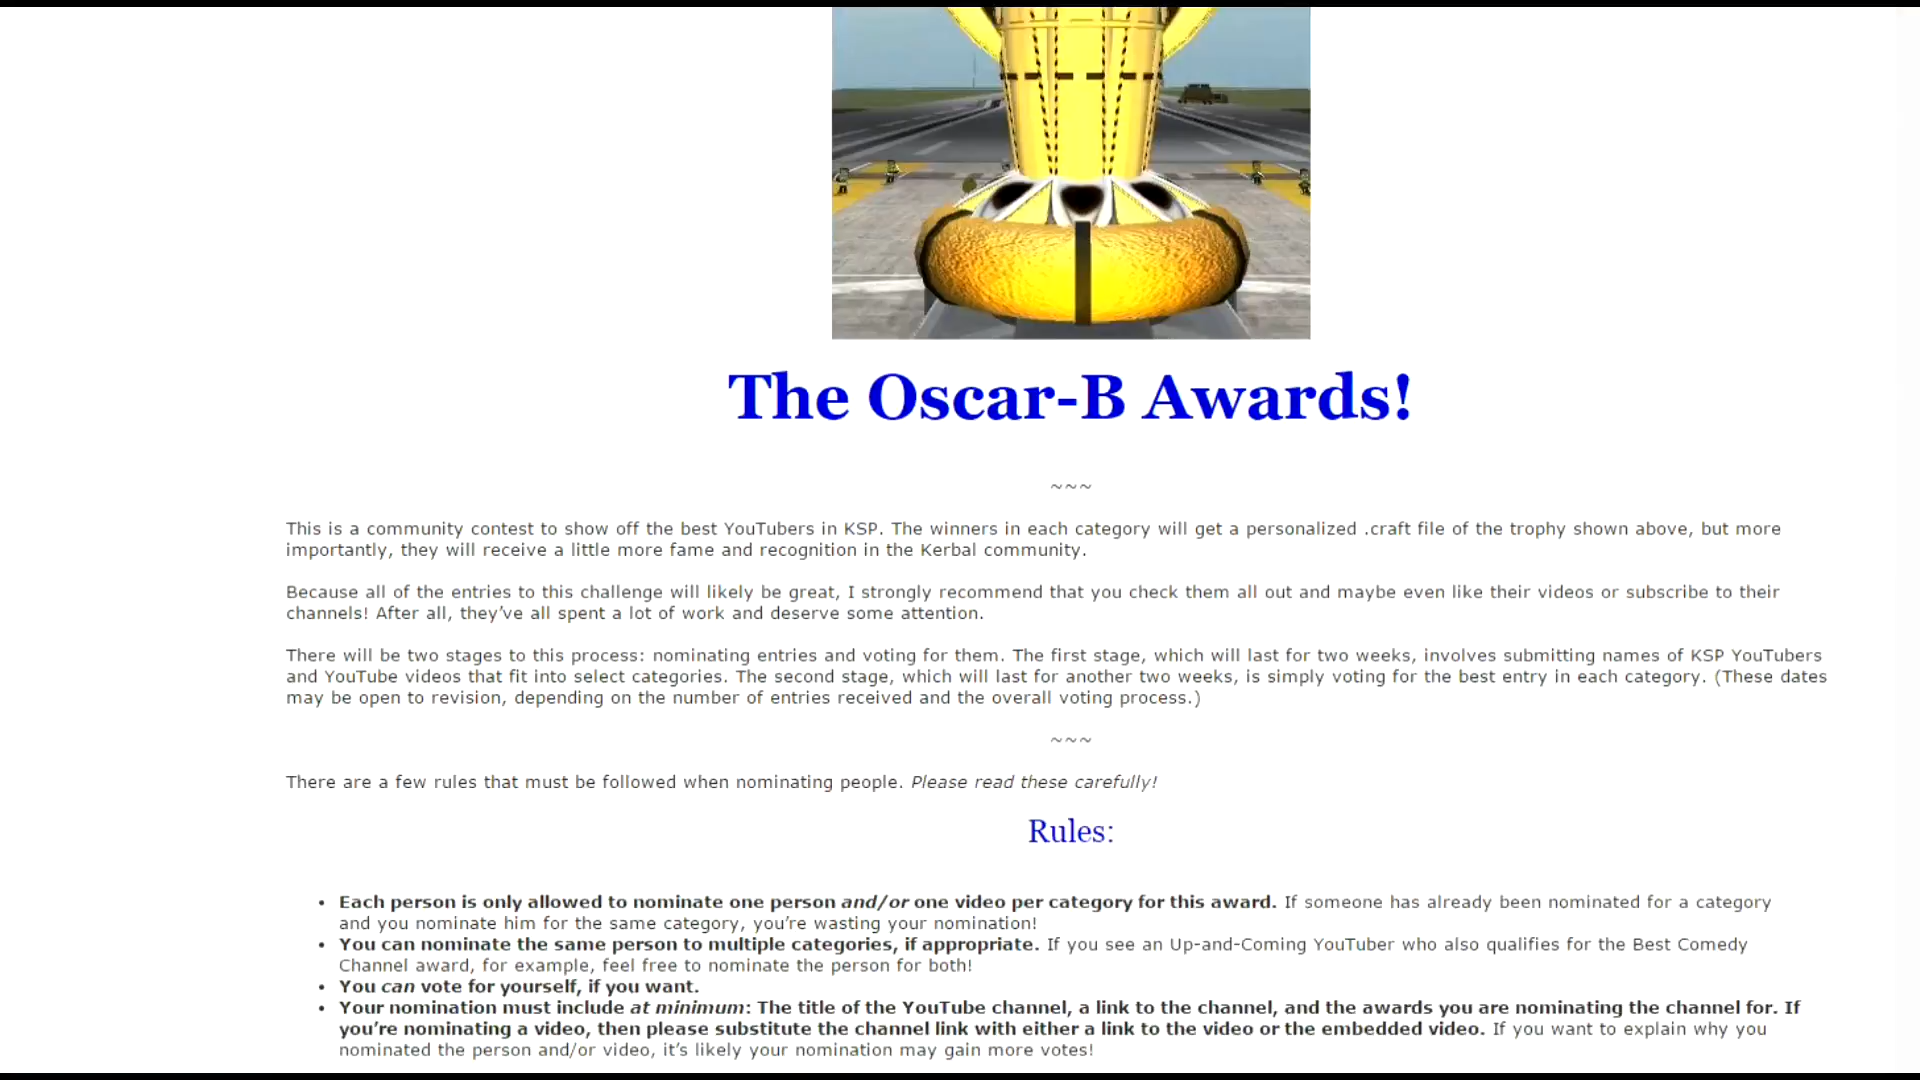 The Oscar-B Awards!
~~~
This is a community contest to show off the best YouTubers in KSP. The winners in each category will get a personalized .craft file of the trophy shown above, but more
importantly, they will receive a little more fame and recognition in the Kerbal community.
Because all of the entries to this challenge will likely be great, I strongly recommend that you check them all out and maybe even like their videos or subscribe to their
channels! After all, they’ve all spent a lot of work and deserve some attention.
There will be two stages to this process: nominating entries and voting for them. The first stage, which will last for two weeks, involves submitting names of KSP YouTubers
and YouTube videos that fit into select categories. The second stage, which will last for another two weeks, is simply voting for the best entry in each category. (These dates
may be open to revision, depending on the number of entries received and the overall voting process.)
~~~
There are a few rules that must be followed when nominating people. Please read these carefully!
Rules:
• Each person is only allowed to nominate one person and/or one video per category for this award. If someone has already been nominated for a category
and you nominate him for the same category, you’re wasting your nomination!
• You can nominate the same person to multiple categories, if appropriate. If you see an Up-and-Coming YouTuber who also qualifies for the Best Comedy
Channel award, for example, feel free to nominate the person for both!
• You can vote for yourself, if you want.
• Your nomination must include at minimum: The title of the YouTube channel, a link to the channel, and the awards you are nominating the channel for. If
you’re nominating a video, then please substitute the channel link with either a link to the video or the embedded video. If you want to explain why you
nominated the person and/or video, it’s likely your nomination may gain more votes!